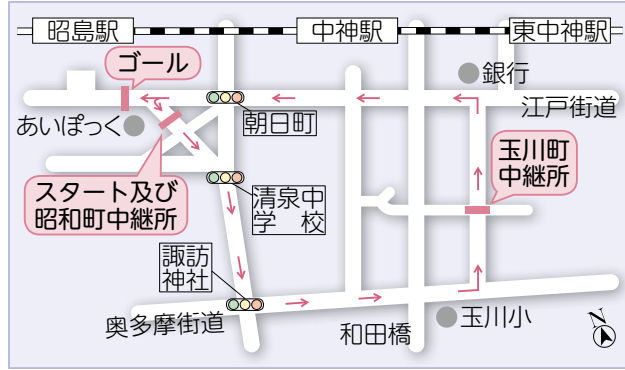 昭島駅
中神駅
東中神駅
ゴール
銀行
江戸街道
あいぽっく
朝日町
玉川町
中継所
スタート及び
昭和町中継所
清泉中
学校
諏訪
神社
奥多摩街道
和田橋
玉川小
N